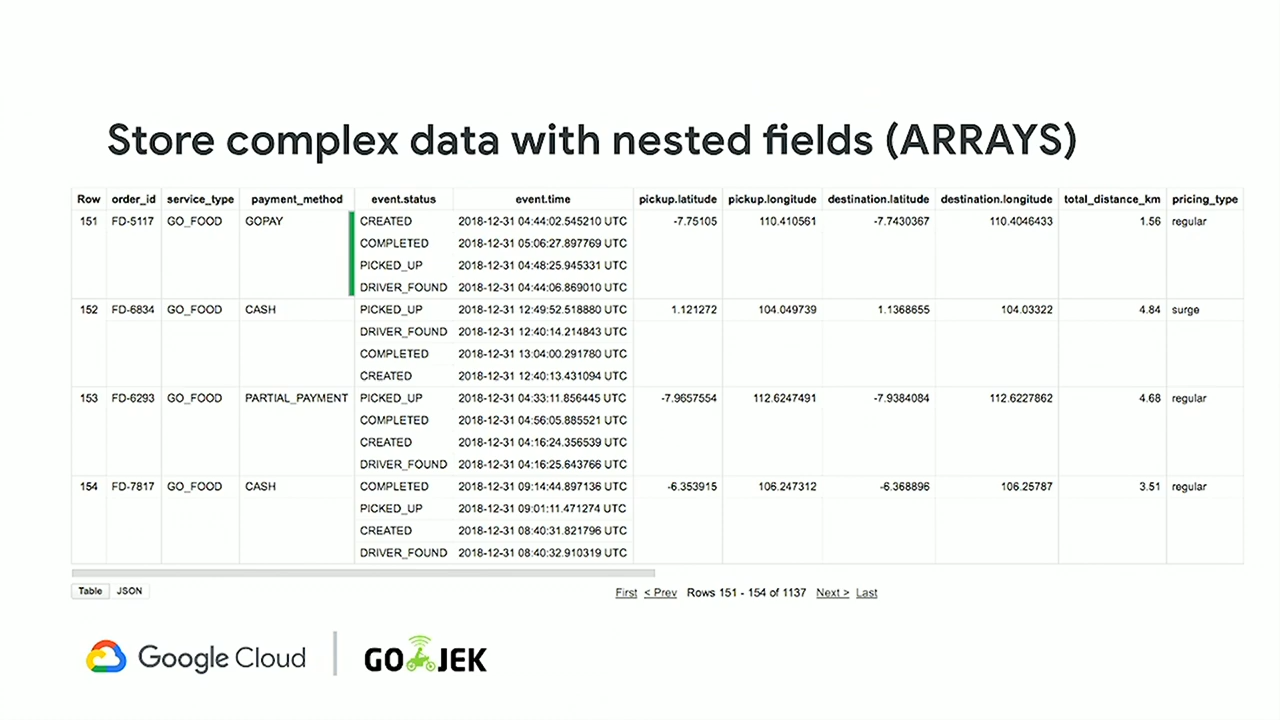 Store complex data with nested fields (ARRAYS)
Row order_id service_type payment_method event.status event.time pickup.latitude pickup.longitude destination.latitude destination.longitude total_distance_km pricing_type
151 FD-5117 GO_FOOD GOPAY CREATED 2018-12-31 04:44:02.545210 UTC -7.75105 110.410561 -7.7430367 110.4046433 1.56 regular
COMPLETED 2018-12-31 05:06:27.897769 UTC
PICKED_UP 2018-12-31 04:48:25.945331 UTC
DRIVER_FOUND 2018-12-31 04:44:06.869010 UTC
152 FD-6834 GO_FOOD CASH PICKED_UP 2018-12-31 12:49:52.518880 UTC 1.121272 104.049739 1.1368655 104.03322 4.84 surge
DRIVER_FOUND 2018-12-31 12:40:14.214843 UTC
COMPLETED 2018-12-31 13:04:00.291780 UTC
CREATED 2018-12-31 12:40:13.431094 UTC
153 FD-6293 GO_FOOD PARTIAL_PAYMENT PICKED_UP 2018-12-31 04:33:11.856445 UTC -7.9657554 112.6247491 -7.9384084 112.6227862 4.68 regular
COMPLETED 2018-12-31 04:56:05.885521 UTC
CREATED 2018-12-31 04:16:24.356539 UTC
DRIVER_FOUND 2018-12-31 04:16:25.643766 UTC
154 FD-7817 GO_FOOD CASH COMPLETED 2018-12-31 09:14:44.897136 UTC -6.353915 106.247312 -6.368896 106.25787 3.51 regular
PICKED_UP 2018-12-31 09:01:11.471274 UTC
CREATED 2018-12-31 08:40:31.821796 UTC
DRIVER_FOUND 2018-12-31 08:40:32.910319 UTC
Table JSON First < Prev Rows 151 - 154 of 1137 Next > Last
Google Cloud GO JEK